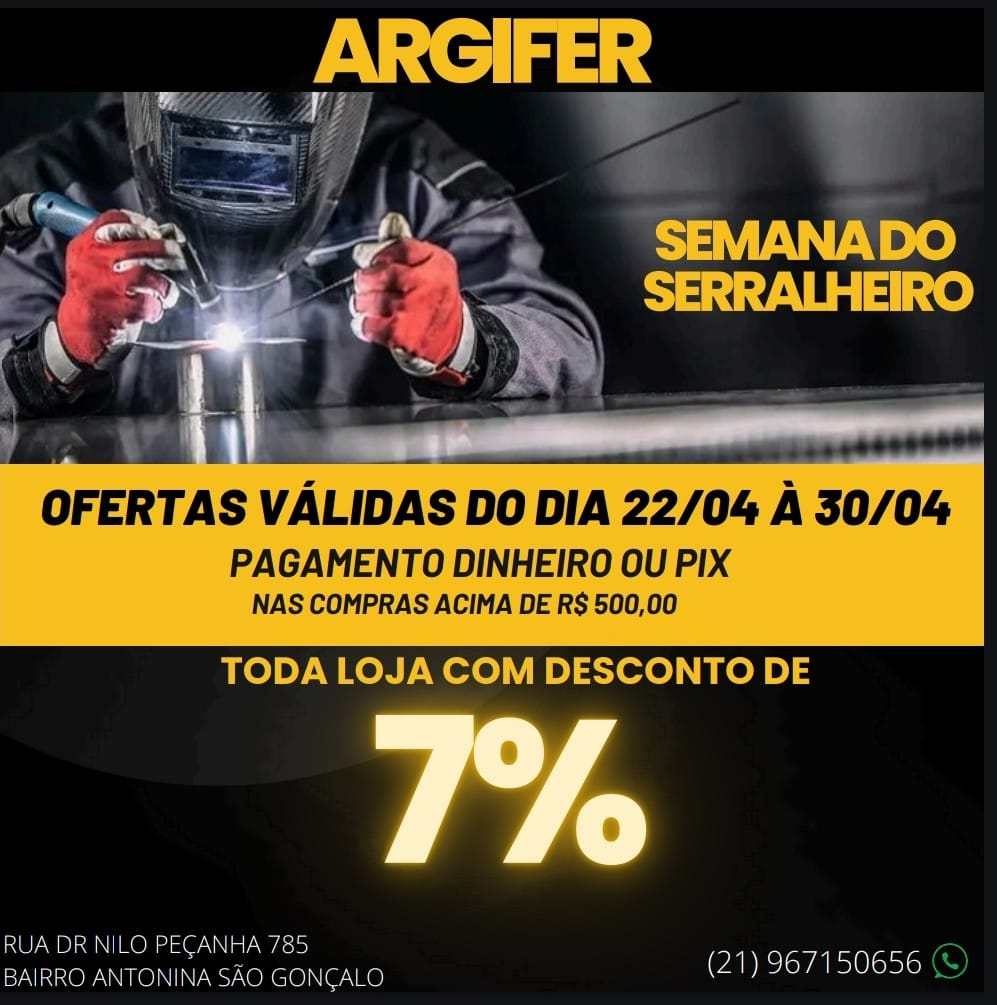 ARGIFER
SEMANA DO
SERRALHEIRO
OFERTAS VÁLIDAS DO DIA 22/04 À 30/04
PAGAMENTO DINHEIRO OU PIX
NAS COMPRAS ACIMA DE R$ 500,00
TODA LOJA COM DESCONTO DE
7%
RUA DR NILO PEÇANHA 785
BAIRRO ANTONINA SÃO GONÇALO
(21) 967150656